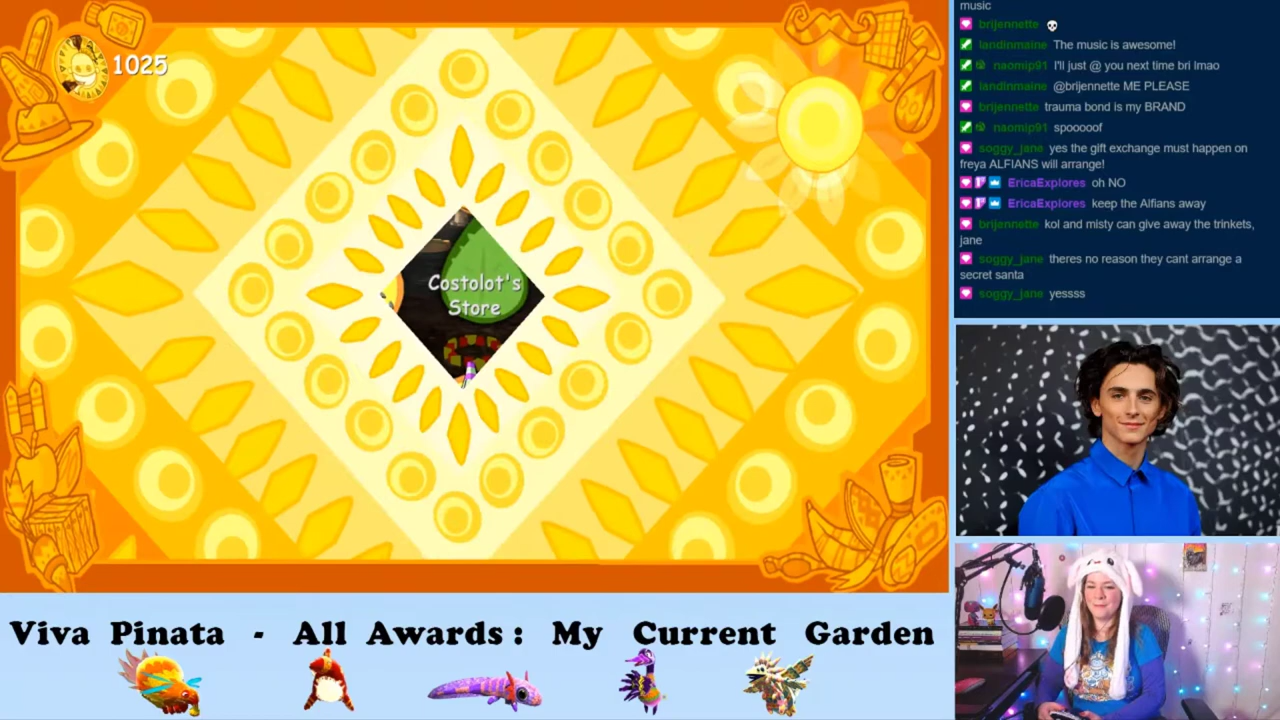 1025
Costolot's
Store
music
brijennette
landinmaine The music is awesome!
naomip91 I'll just @ you next time bri lmao
landinmaine @brijennette ME PLEASE
brijennette trauma bond is my BRAND
naomip91 spooooof
soggy_jane yes the gift exchange must happen on
freya ALFIANS will arrange!
EricaExplores oh NO
EricaExplores keep the Alfians away
brijennette kol and misty can give away the trinkets,
jane
soggy_jane theres no reason they cant arrange a
secret santa
soggy_jane yessss
Viva Pinata - All Awards: My Current Garden